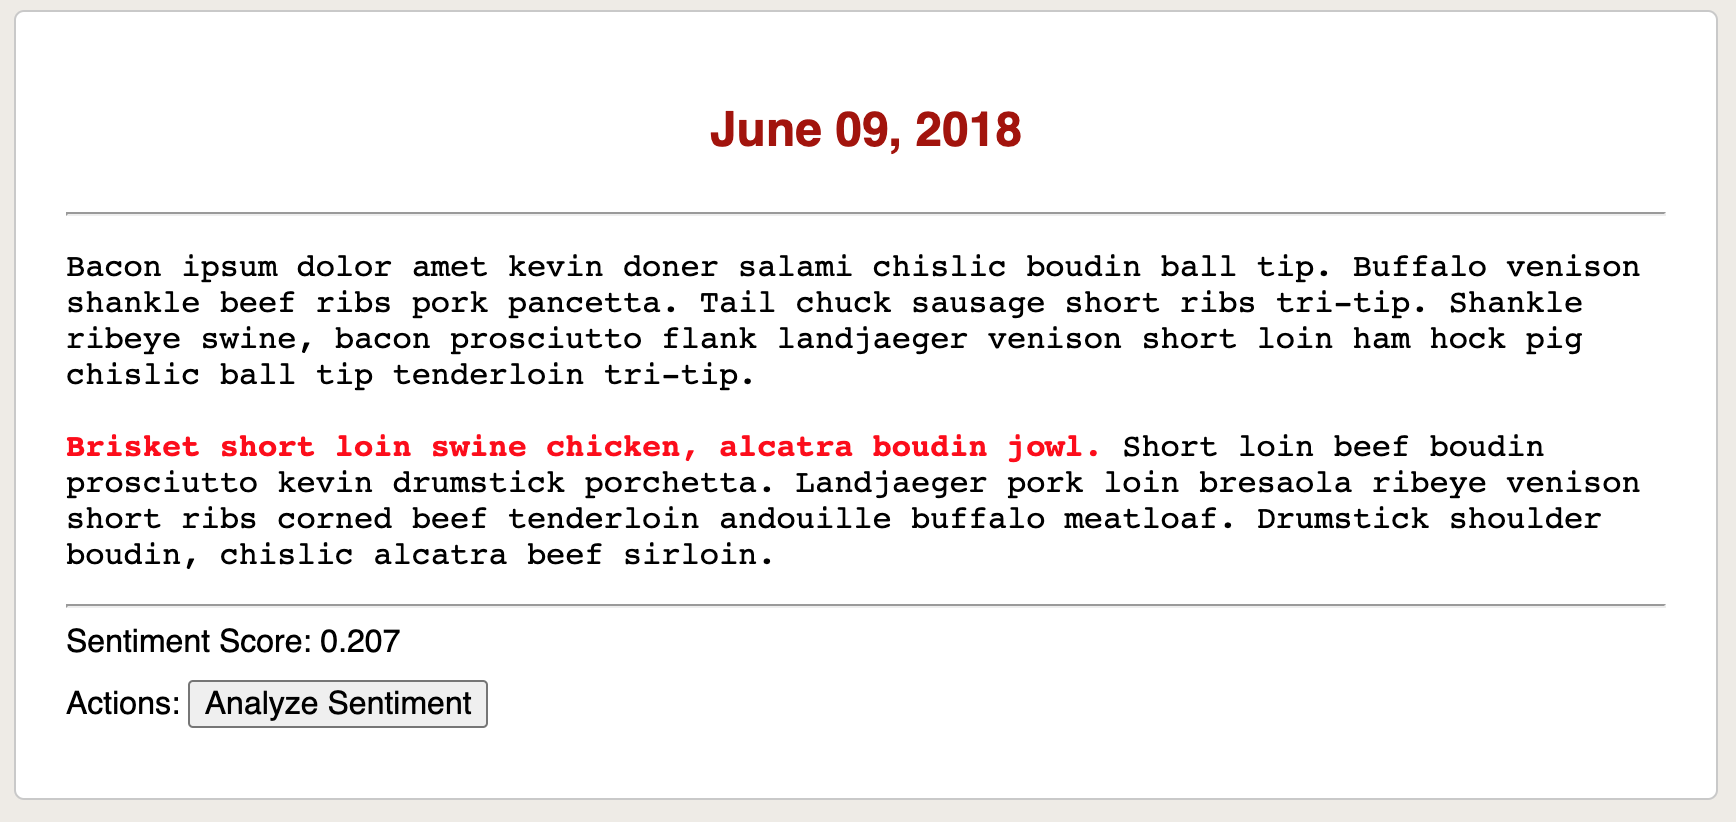 June 09, 2018
Bacon ipsum dolor amet kevin doner salami chislic boudin ball tip. Buffalo venison
shankle beef ribs pork pancetta. Tail chuck sausage short ribs tri-tip. Shankle
ribeye swine, bacon prosciutto flank landjaeger venison short loin ham hock pig
chislic ball tip tenderloin tri-tip.
Brisket short loin swine chicken, alcatra boudin jowl. Short loin beef boudin
prosciutto kevin drumstick porchetta. Landjaeger pork loin bresaola ribeye venison
short ribs corned beef tenderloin andouille buffalo meatloaf. Drumstick shoulder
boudin, chislic alcatra beef sirloin.
Sentiment Score: 0.207
Actions: Analyze Sentiment